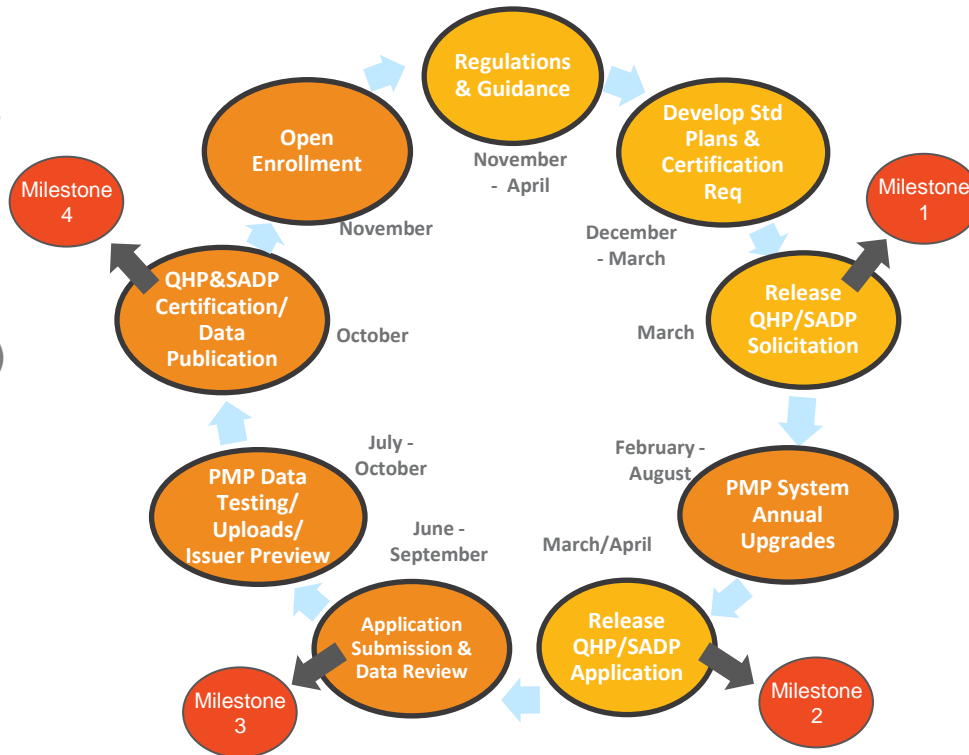 Regulations
& Guidance
November
- April
Develop Std
Plans &
Certification
Req
December
- March
Milestone
1
Release
QHP/SADP
Solicitation
March
PMP System
Annual
Upgrades
February -
August
Release
QHP/SADP
Application
March/April
Milestone
2
Application
Submission &
Data Review
June -
September
Milestone
3
PMP Data
Testing/
Uploads/
Issuer Preview
July -
October
QHP&SADP
Certification/
Data
Publication
October
Milestone
4
Open
Enrollment
November